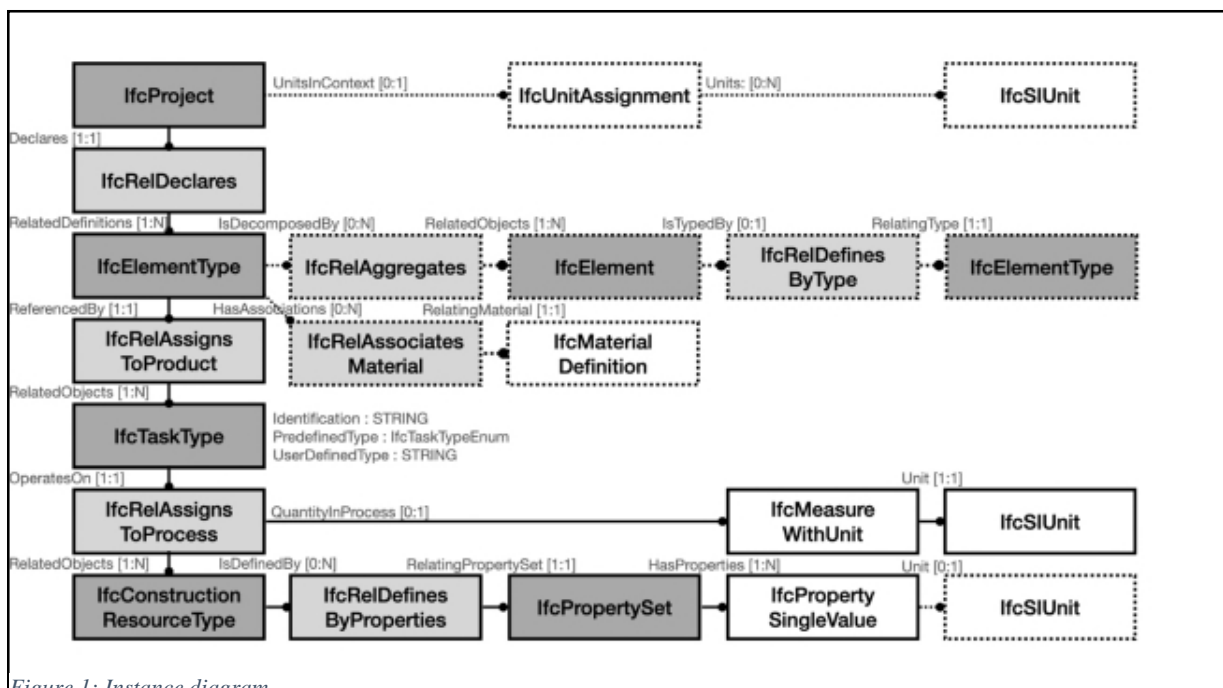 IfcProject
UnitsInContext [0:1]
IfcUnitAssignment
Units: [0:N]
IfcSIUnit
Declares [1:1]
IfcRelDeclares
RelatedDefinitions [1:N]
IsDecomposedBy [0:N]
RelatedObjects [1:N]
IsTypedBy [0:1]
RelatingType [1:1]
IfcElementType
IfcRelAggregates
IfcElement
IfcRelDefines
ByType
IfcElementType
ReferencedBy [1:1]
HasAssociations [0:N]
RelatingMaterial [1:1]
IfcRelAssigns
ToProduct
IfcRelAssociates
Material
IfcMaterial
Definition
RelatedObjects [1:N]
IfcTaskType
Identification : STRING
PredefinedType : IfcTaskTypeEnum
UserDefinedType : STRING
OperatesOn [1:1]
IfcRelAssigns
ToProcess
QuantityInProcess [0:1]
IfcMeasure
WithUnit
Unit [1:1]
IfcSIUnit
RelatedObjects [1:N]
IsDefinedBy [0:N]
RelatingPropertySet [1:1]
HasProperties [1:N]
Unit [0:1]
IfcConstruction
ResourceType
IfcRelDefines
ByProperties
IfcPropertySet
IfcProperty
SingleValue
IfcSIUnit
Figure 1: Instance diagram